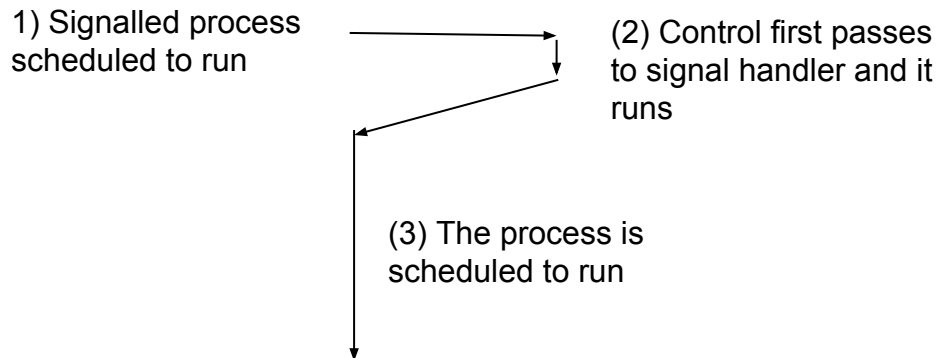 1) Signalled process
scheduled to run
(2) Control first passes
to signal handler and it
runs
(3) The process is
scheduled to run